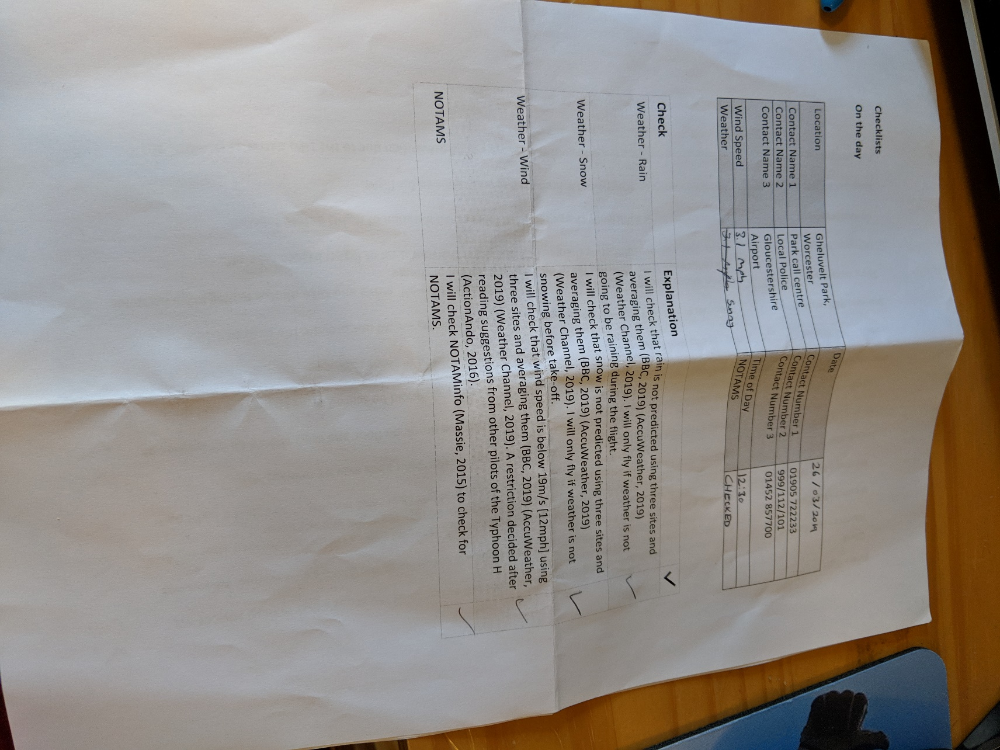 Checklists
On the day
Location
Gheluvelt Park,
Worcester
Date
26/03/2019
Contact Name 1
Park call centre
Contact Number 1
01905 722233
Contact Name 2
Local Police
Contact Number 2
999/112/101
Contact Name 3
Gloucestershire
Airport
Contact Number 3
01452 857700
Wind Speed
3.1 mph
Time of Day
12:30
Weather
Sunny
NOTAMS
CHECKED
Check
Explanation
✓
Weather - Rain
I will check that rain is not predicted using three sites and
averaging them (BBC, 2019) (AccuWeather, 2019)
(Weather Channel, 2019). I will only fly if weather is not
going to be raining during the flight.
✓
Weather - Snow
I will check that snow is not predicted using three sites and
averaging them (BBC, 2019) (AccuWeather, 2019)
(Weather Channel, 2019). I will only fly if weather is not
snowing before take-off.
✓
Weather - Wind
I will check that wind speed is below 19m/s [12mph] using
three sites and averaging them (BBC, 2019) (AccuWeather,
2019) (Weather Channel, 2019). A restriction decided after
reading suggestions from other pilots of the Typhoon H
(ActionAndo, 2016).
✓
NOTAMS
I will check NOTAMinfo (Massie, 2015) to check for
NOTAMS.
✓